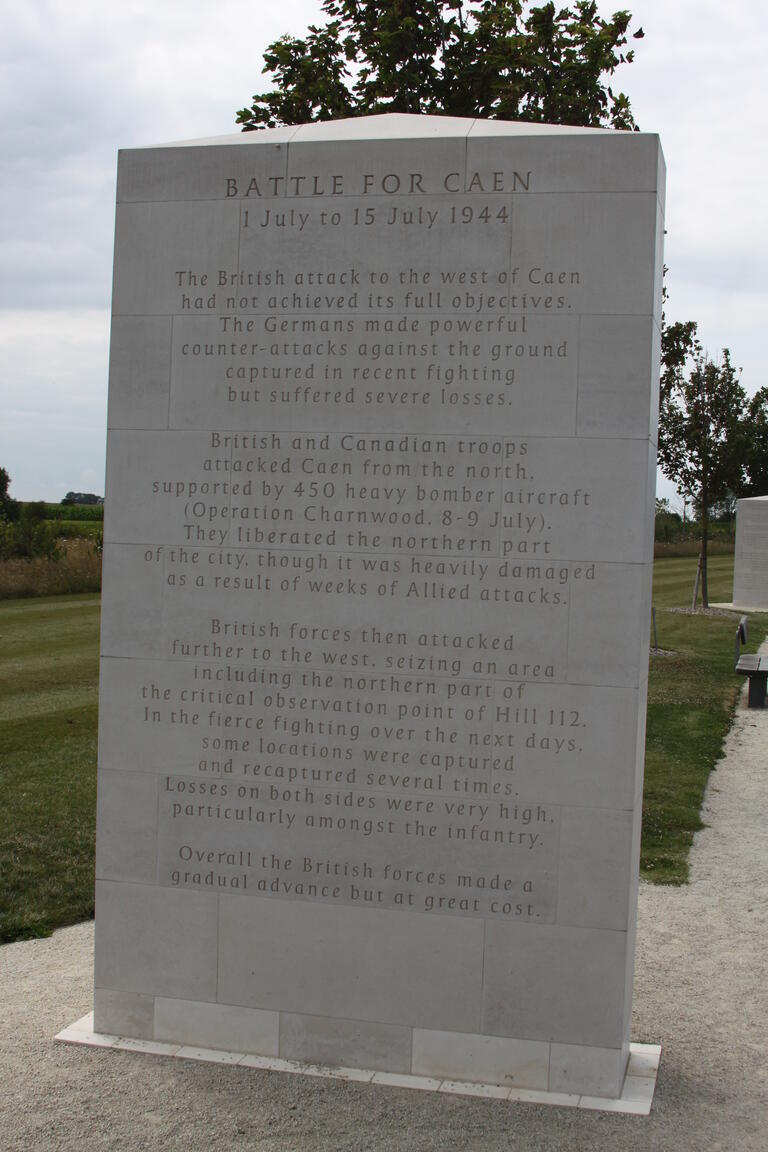 BATTLE FOR CAEN
1 July to 15 July 1944
The British attack to the west of Caen
had not achieved its full objectives.
The Germans made powerful
counter-attacks against the ground
captured in recent fighting
but suffered severe losses.
British and Canadian troops
attacked Caen from the north,
supported by 450 heavy bomber aircraft
(Operation Charnwood, 8-9 July).
They liberated the northern part
of the city, though it was heavily damaged
as a result of weeks of Allied attacks.
British forces then attacked
further to the west, seizing an area
including the northern part of
the critical observation point of Hill 112.
In the fierce fighting over the next days,
some locations were captured
and recaptured several times.
Losses on both sides were very high,
particularly amongst the infantry.
Overall the British forces made a
gradual advance but at great cost.